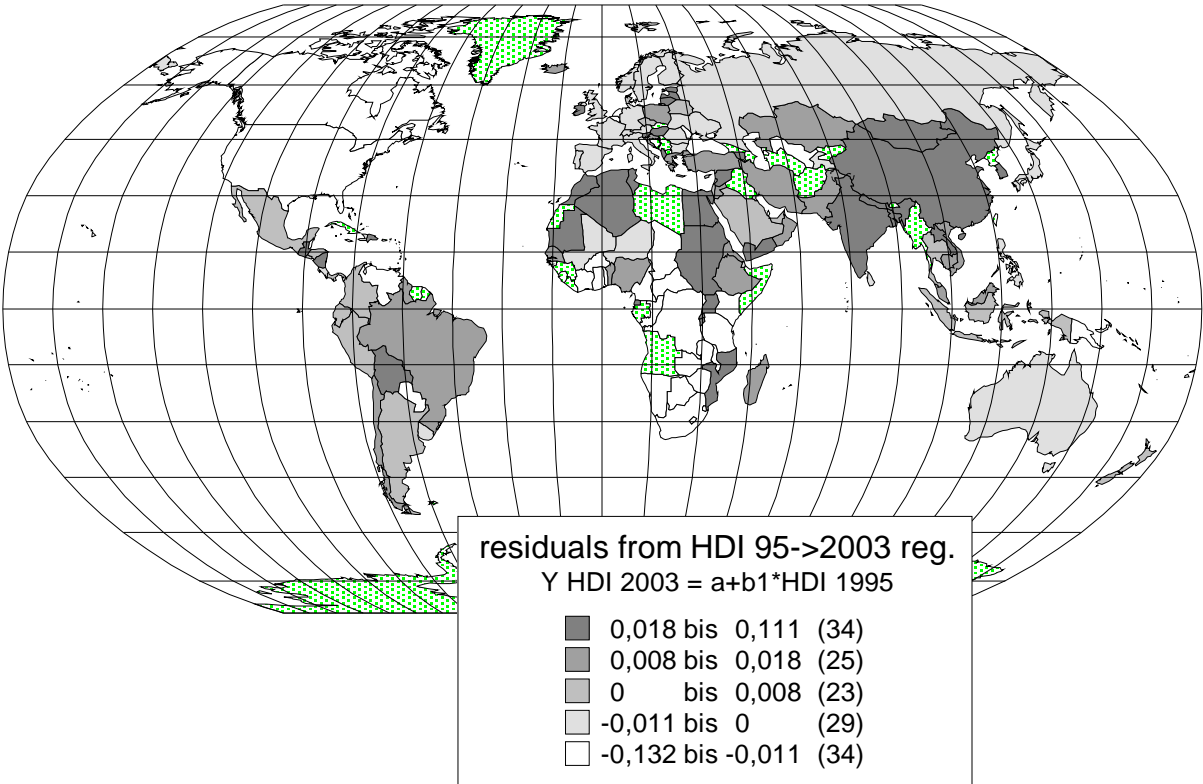 residuals from HDI 95->2003 reg.
Y HDI 2003 = a+b1*HDI 1995
0,018 bis 0,111 (34)
0,008 bis 0,018 (25)
0 bis 0,008 (23)
-0,011 bis 0 (29)
-0,132 bis -0,011 (34)